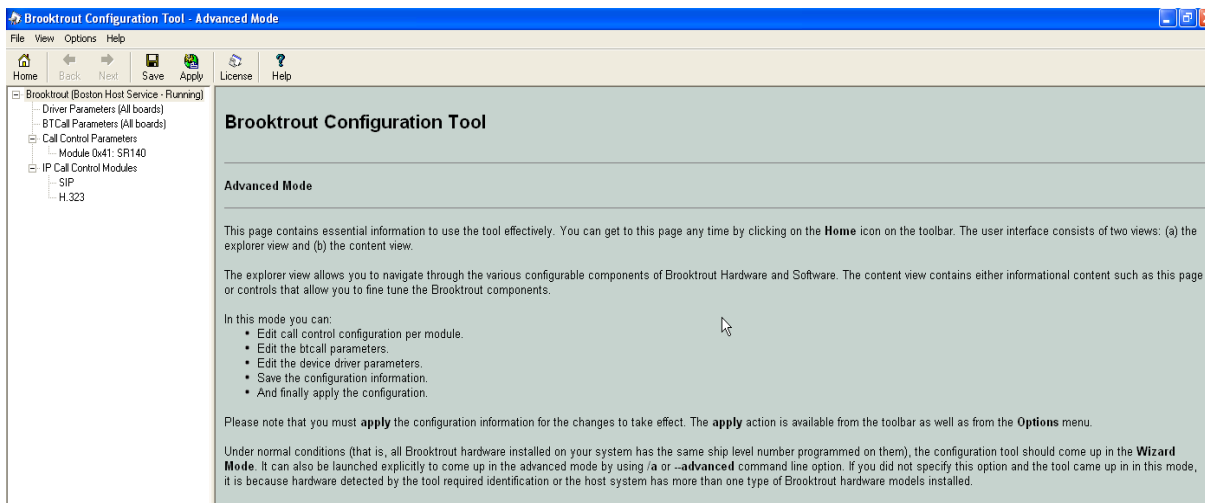 Brooktrout Configuration Tool - Advanced Mode
File View Options Help
Home Back Next Save Apply License Help
Brooktrout (Boston Host Service - Running)
Driver Parameters (All boards)
BTCall Parameters (All boards)
Call Control Parameters
Module 0x41: SR140
IP Call Control Modules
SIP
H.323
Brooktrout Configuration Tool
Advanced Mode
This page contains essential information to use the tool effectively. You can get to this page any time by clicking on the Home icon on the toolbar. The user interface consists of two views: (a) the
explorer view and (b) the content view.
The explorer view allows you to navigate through the various configurable components of Brooktrout Hardware and Software. The content view contains either informational content such as this page
or controls that allow you to fine tune the Brooktrout components.
In this mode you can:
• Edit call control configuration per module.
• Edit the btcall parameters.
• Edit the device driver parameters.
• Save the configuration information.
• And finally apply the configuration.
Please note that you must apply the configuration information for the changes to take effect. The apply action is available from the toolbar as well as from the Options menu.
Under normal conditions (that is, all Brooktrout hardware installed on your system has the same ship level number programmed on them), the configuration tool should come up in the Wizard
Mode. It can also be launched explicitly to come up in the advanced mode by using /a or --advanced command line option. If you did not specify this option and the tool came up in in this mode,
it is because hardware detected by the tool required identification or the host system has more than one type of Brooktrout hardware models installed.